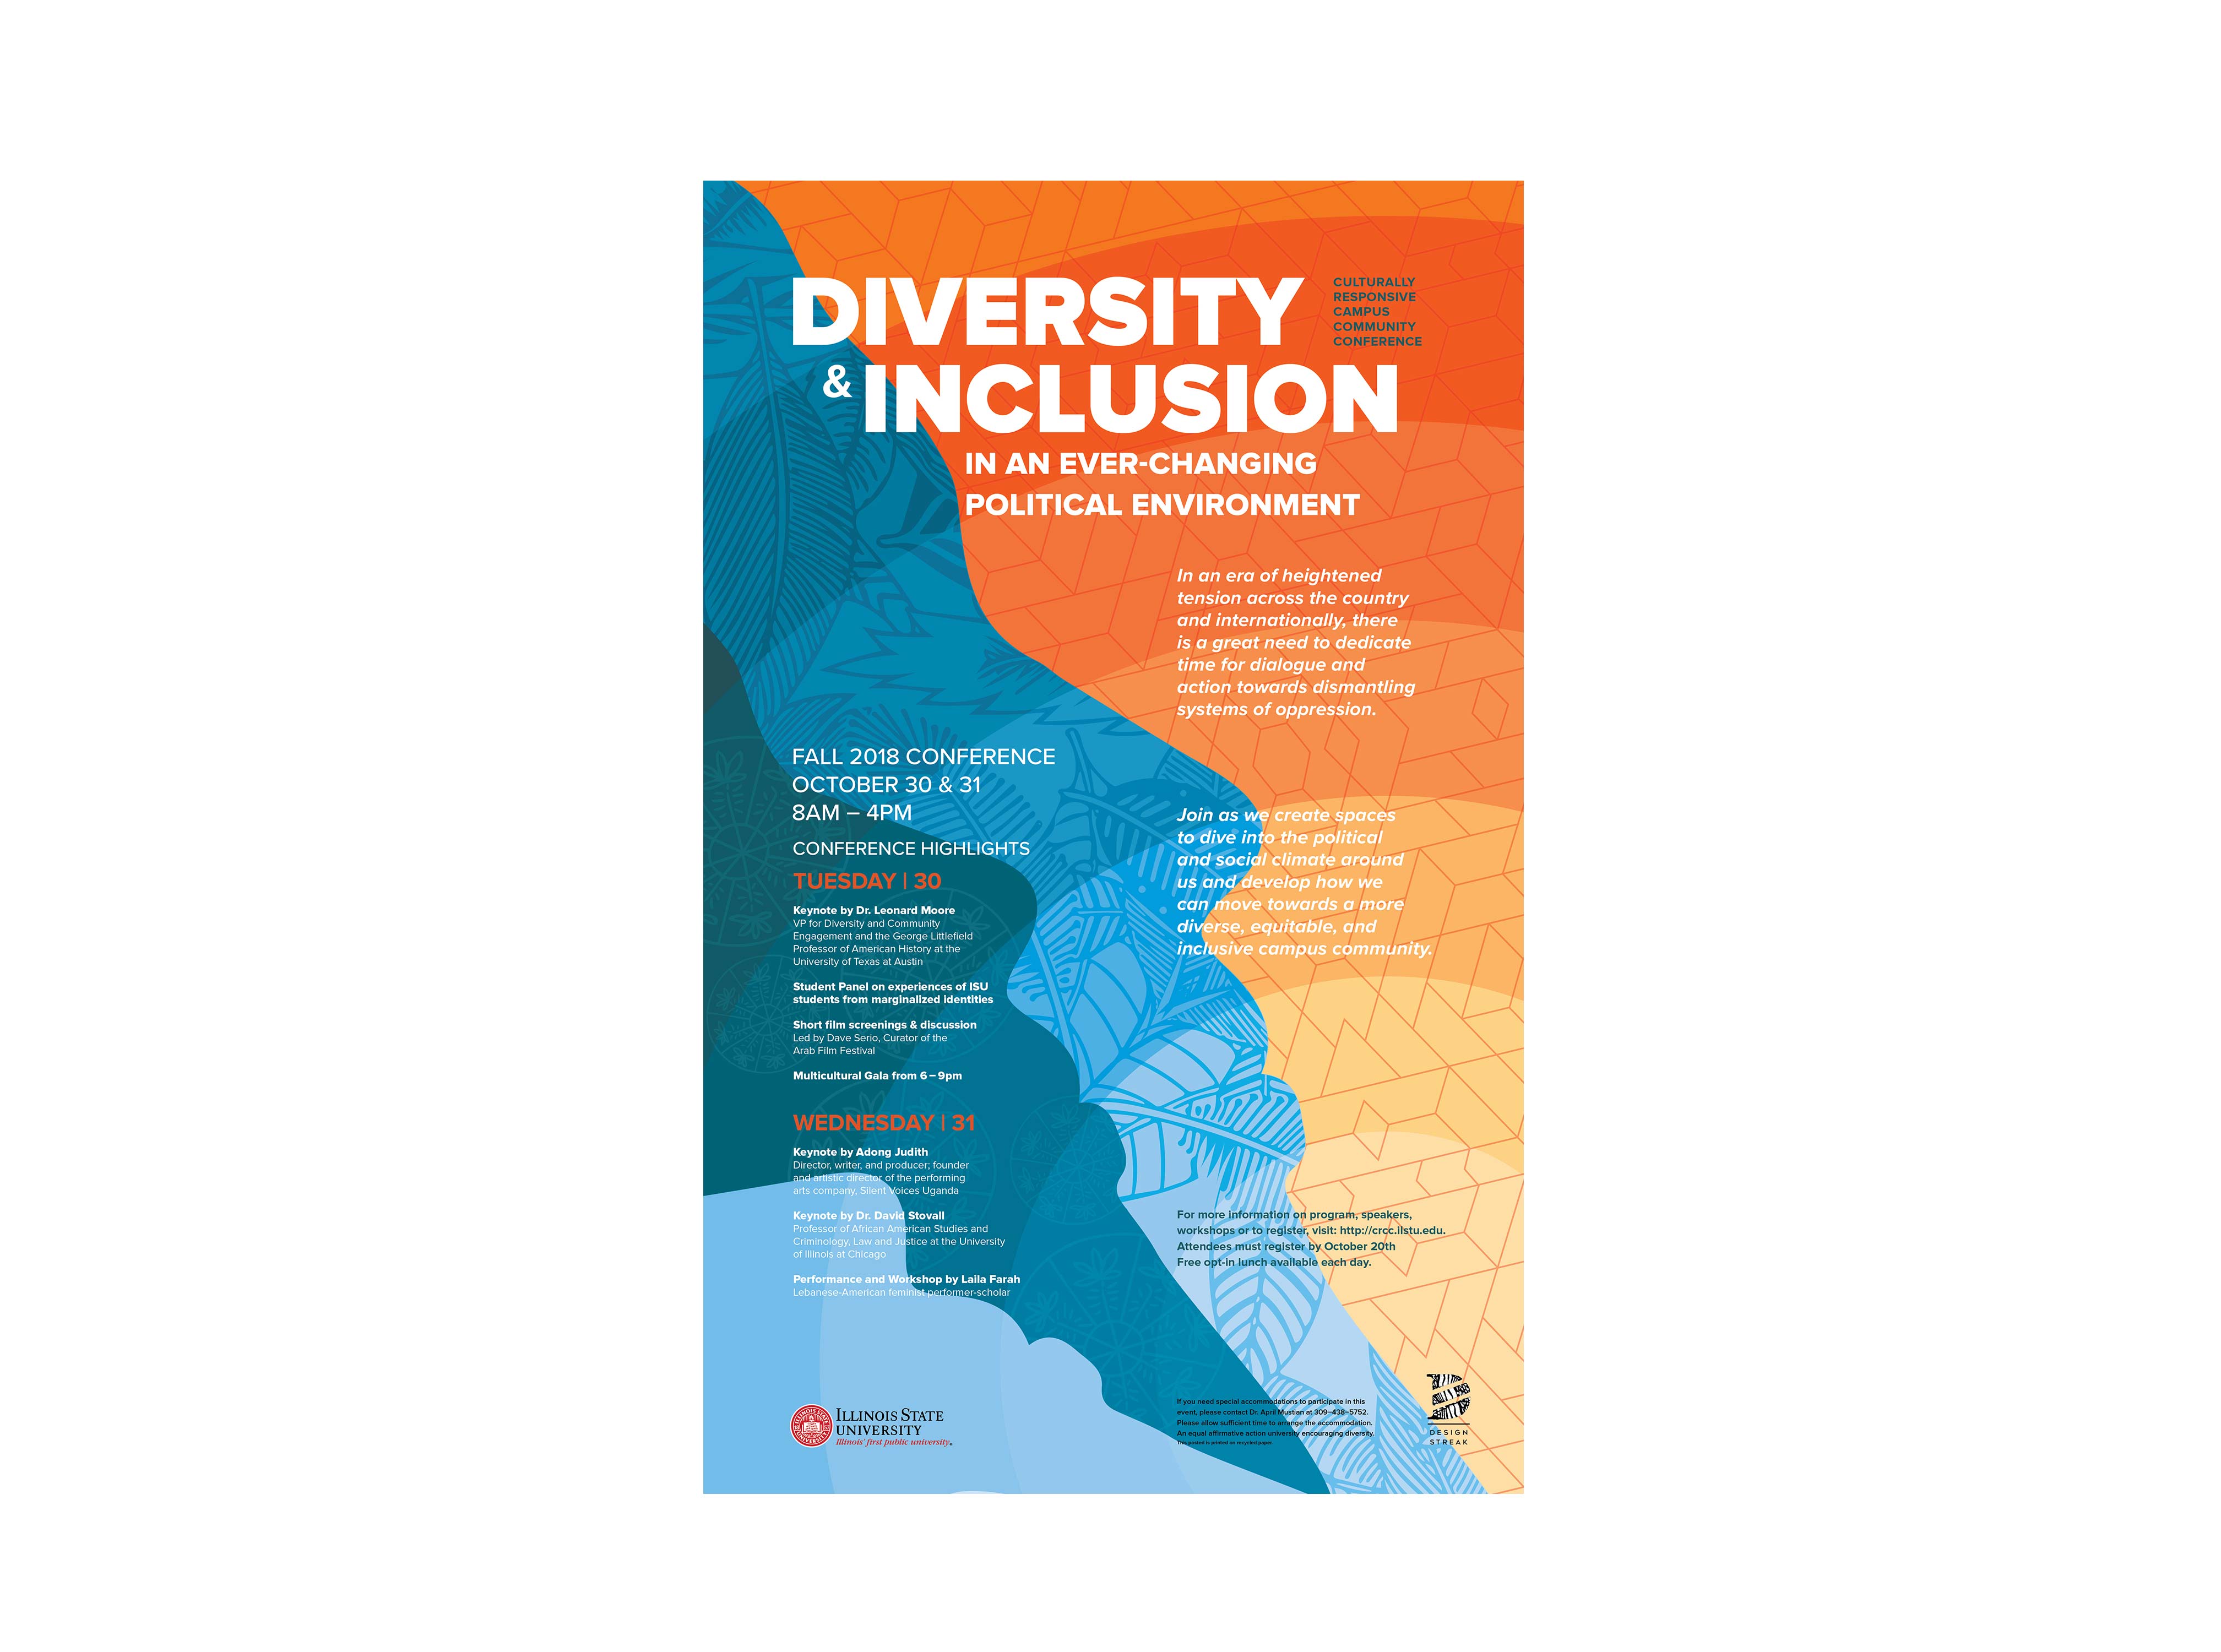 DIVERSITY
& INCLUSION
IN AN EVER-CHANGING
POLITICAL ENVIRONMENT
CULTURALLY
RESPONSIVE
CAMPUS
COMMUNITY
CONFERENCE
In an era of heightened
tension across the country
and internationally, there
is a great need to dedicate
time for dialogue and
action towards dismantling
systems of oppression.
Join as we create spaces
to dive into the political
and social climate around
us and develop how we
can move towards a more
diverse, equitable, and
inclusive campus community.
FALL 2018 CONFERENCE
OCTOBER 30 & 31
8AM – 4PM
CONFERENCE HIGHLIGHTS
TUESDAY | 30
Keynote by Dr. Leonard Moore
VP for Diversity and Community
Engagement and the George Littlefield
Professor of American History at the
University of Texas at Austin
Student Panel on experiences of ISU
students from marginalized identities
Short film screenings & discussion
Led by Dave Serio, Curator of the
Arab Film Festival
Multicultural Gala from 6 – 9pm
WEDNESDAY | 31
Keynote by Adong Judith
Director, writer, and producer; founder
and artistic director of the performing
arts company, Silent Voices Uganda
Keynote by Dr. David Stovall
Professor of African American Studies and
Criminology, Law and Justice at the University
of Illinois at Chicago
Performance and Workshop by Laila Farah
Lebanese-American feminist performer-scholar
For more information on program, speakers,
workshops or to register, visit: http://crcc.ilstu.edu.
Attendees must register by October 20th
Free opt-in lunch available each day.
If you need special accommodations to participate in this
event, please contact Dr. April Mustian at 309–438–5752.
Please allow sufficient time to arrange the accommodation.
An equal affirmative action university encouraging diversity.
This posted is printed on recycled paper
ILLINOIS STATE
UNIVERSITY
Illinois' first public university.
DESIGN
STREAK